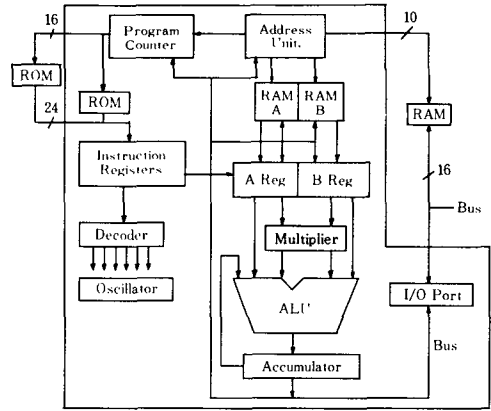 16
Program
Counter
Address
Unit.
10
ROM
ROM
24
RAM
A
RAM
B
RAM
Instruction
Registers
A Reg
B Reg
16
Bus
Decoder
Multiplier
Oscillator
ALU
I/O Port
Accumulator
Bus